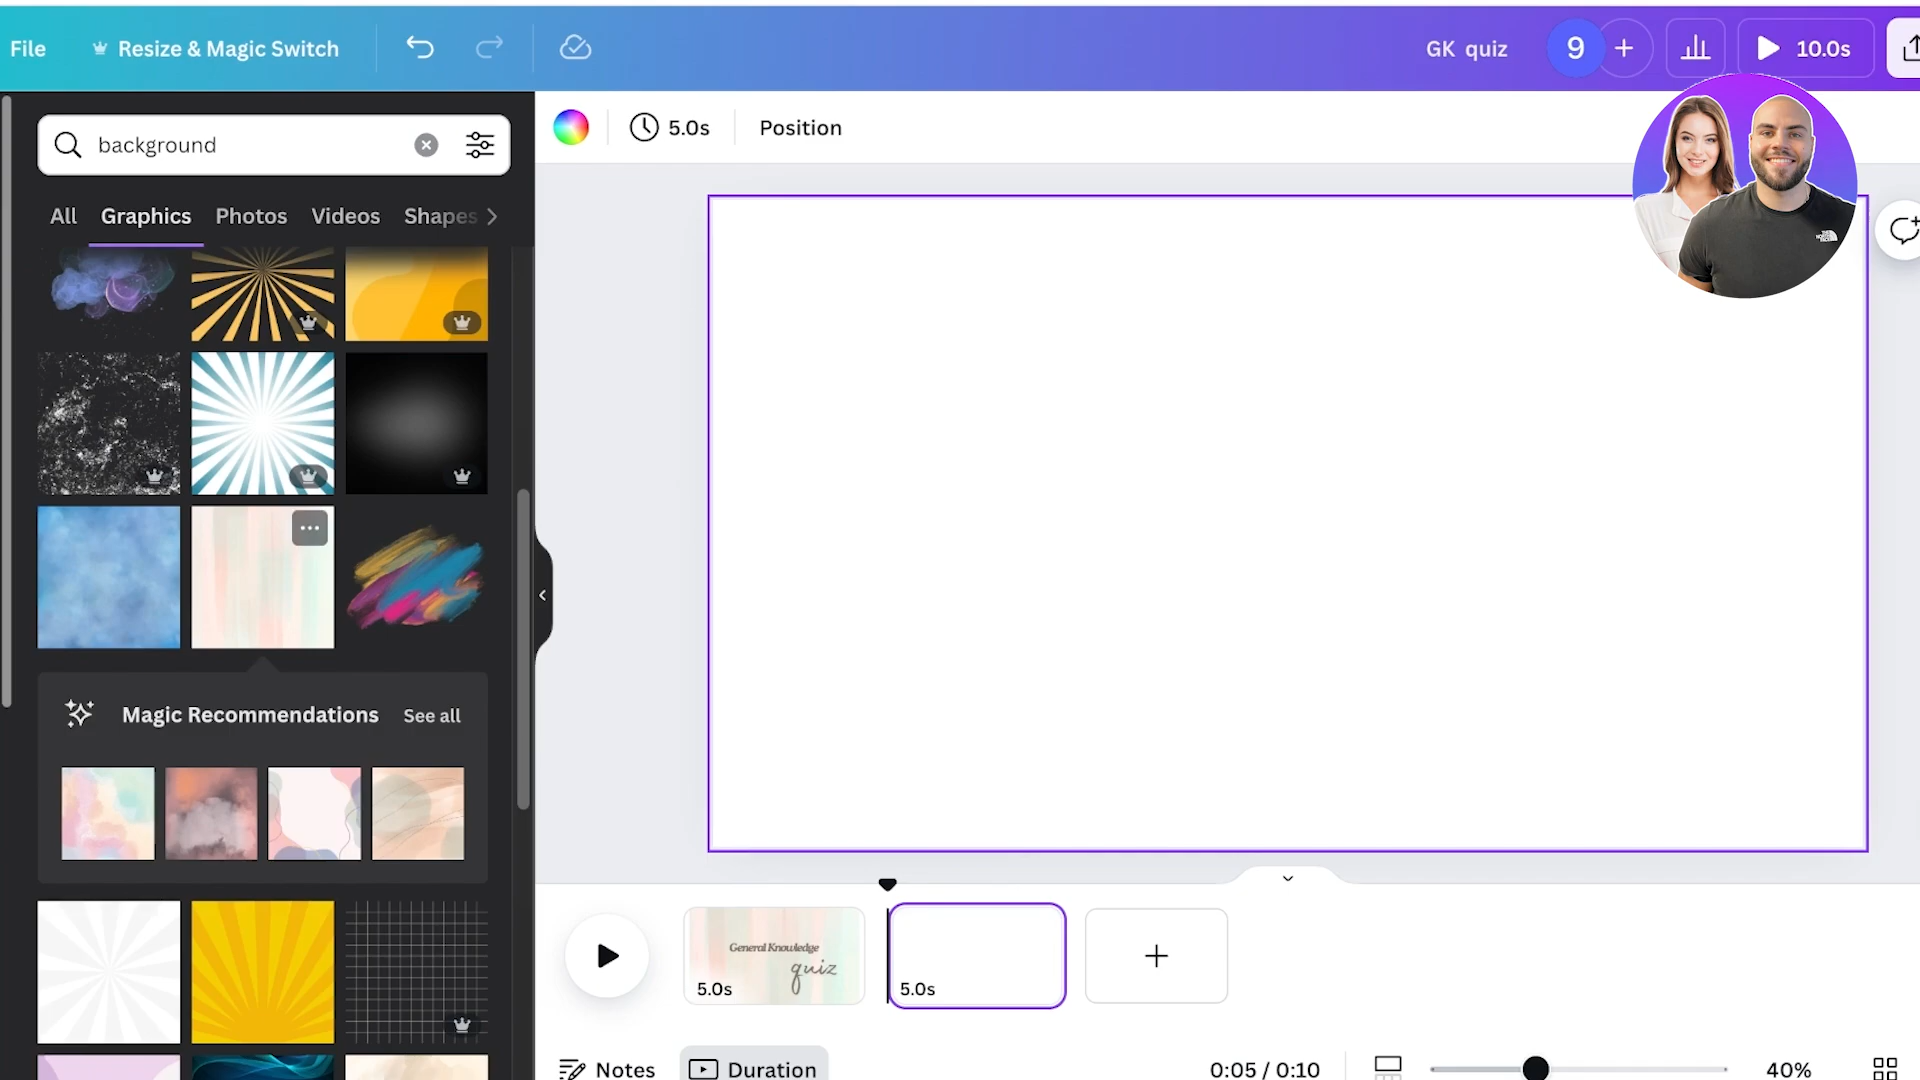 File
Resize & Magic Switch
GK quiz
9
10.0s
background
5.0s
Position
All
Graphics
Photos
Videos
Shapes
Magic Recommendations
See all
General Knowledge
quiz
5.0s
5.0s
Notes
Duration
0:05 / 0:10
40%